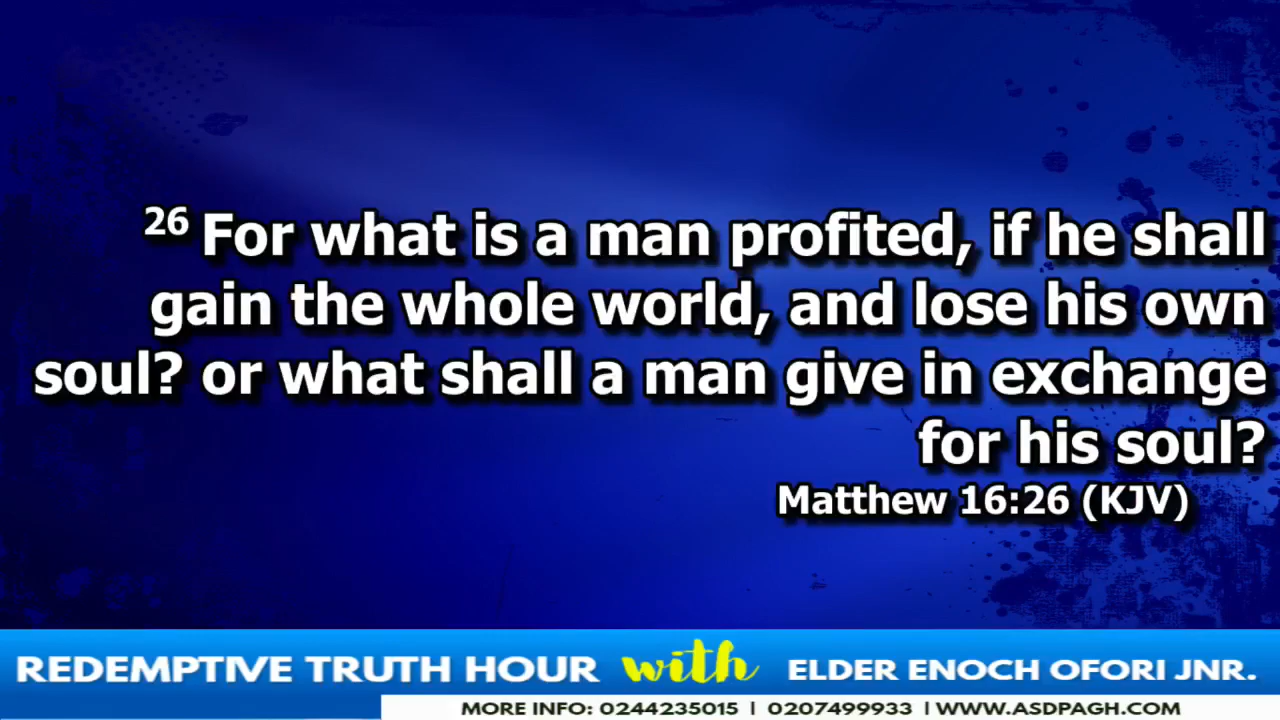 26 For what is a man profited, if he shall
gain the whole world, and lose his own
soul? or what shall a man give in exchange
for his soul?
Matthew 16:26 (KJV)
REDEMPTIVE TRUTH HOUR with ELDER ENOCH OFORI JNR.
MORE INFO: 0244235015 | 0207499933 | WWW.ASDPAGH.COM